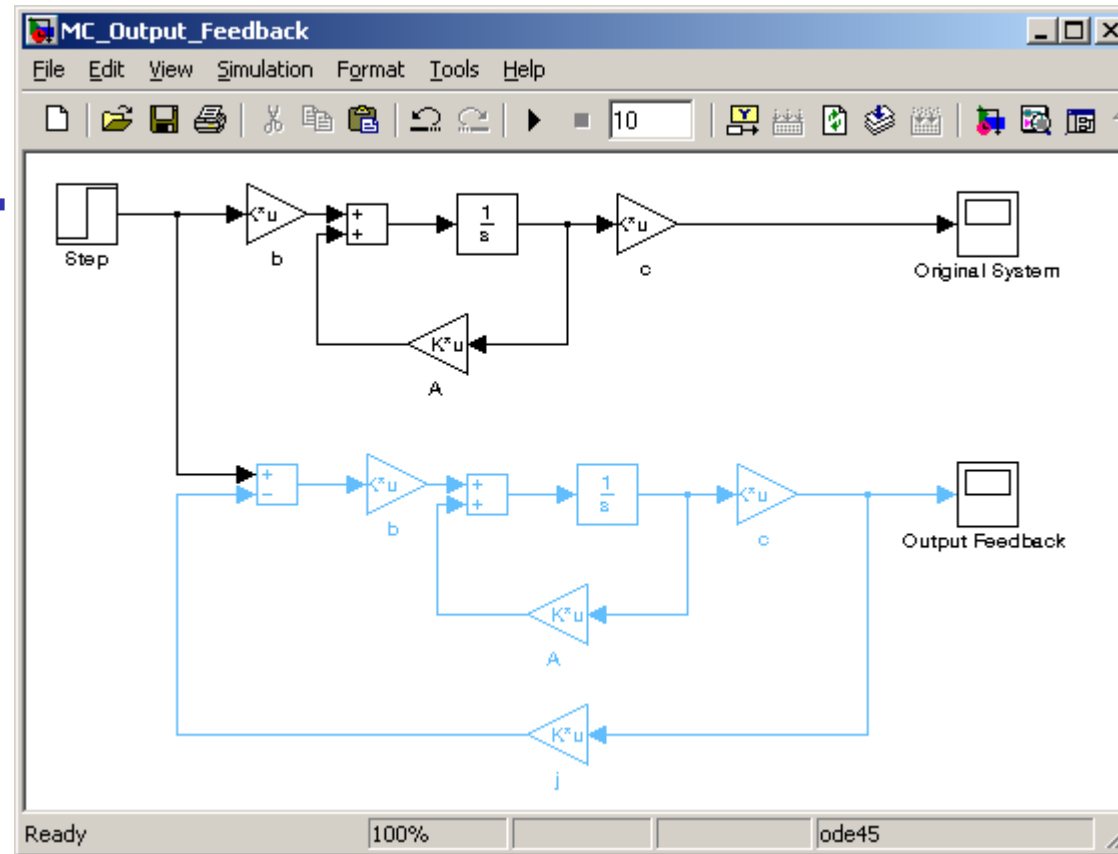 MC_Output_Feedback
File Edit View Simulation Format Tools Help
10
Y
<*u
+
+
1
s
<*u
Step
b
c
Original System
K*u
A
+
−
<*u
+
+
1
s
<*u
b
c
Output Feedback
K*u
A
K*u
j
Ready 100% ode45